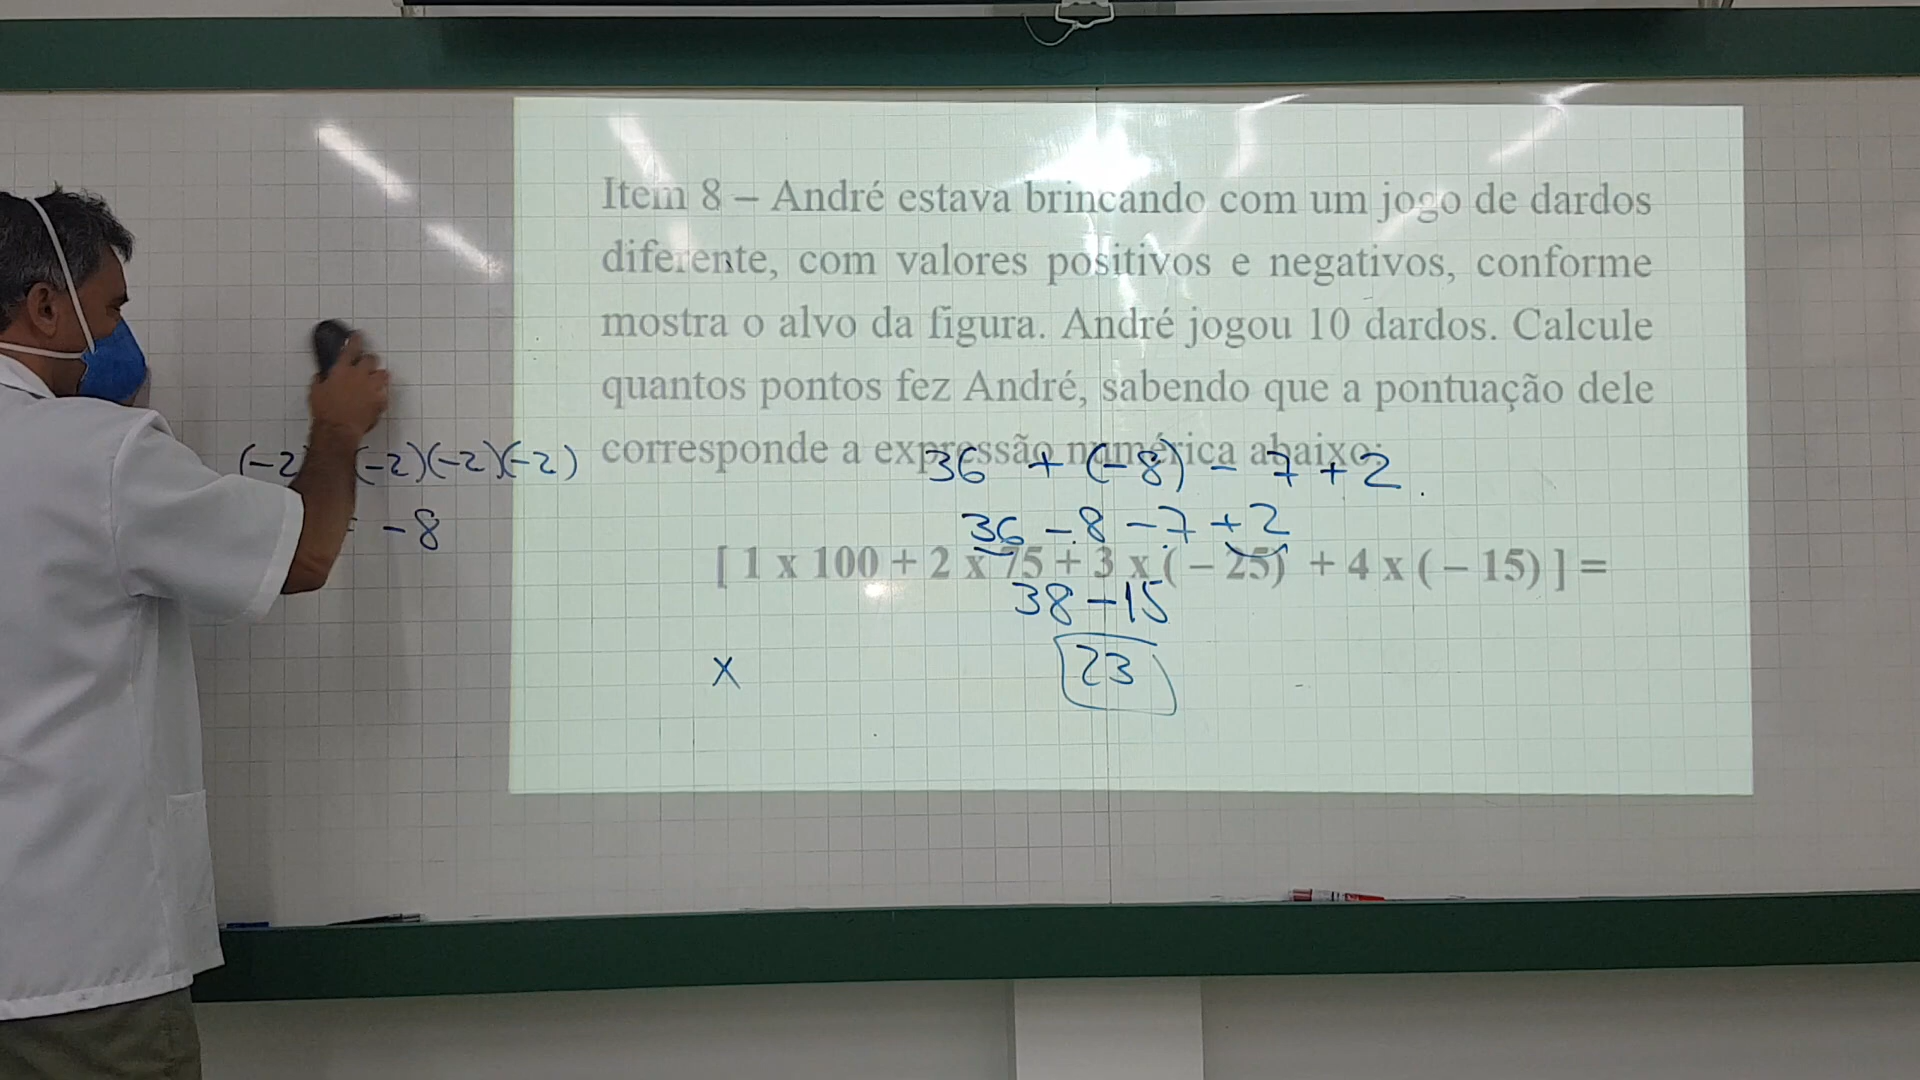 Item 8 – André estava brincando com um jogo de dardos
diferente, com valores positivos e negativos, conforme
mostra o alvo da figura. André jogou 10 dardos. Calcule
quantos pontos fez André, sabendo que a pontuação dele
corresponde a expressão numérica abaixo:
[ 1 x 100 + 2 x 75 + 3 x ( – 25) + 4 x ( – 15) ] =
(-2) (-2)(-2)(-2)
= -8
36 + (-8) - 7 + 2
36 - 8 - 7 + 2
38 - 15
x
23